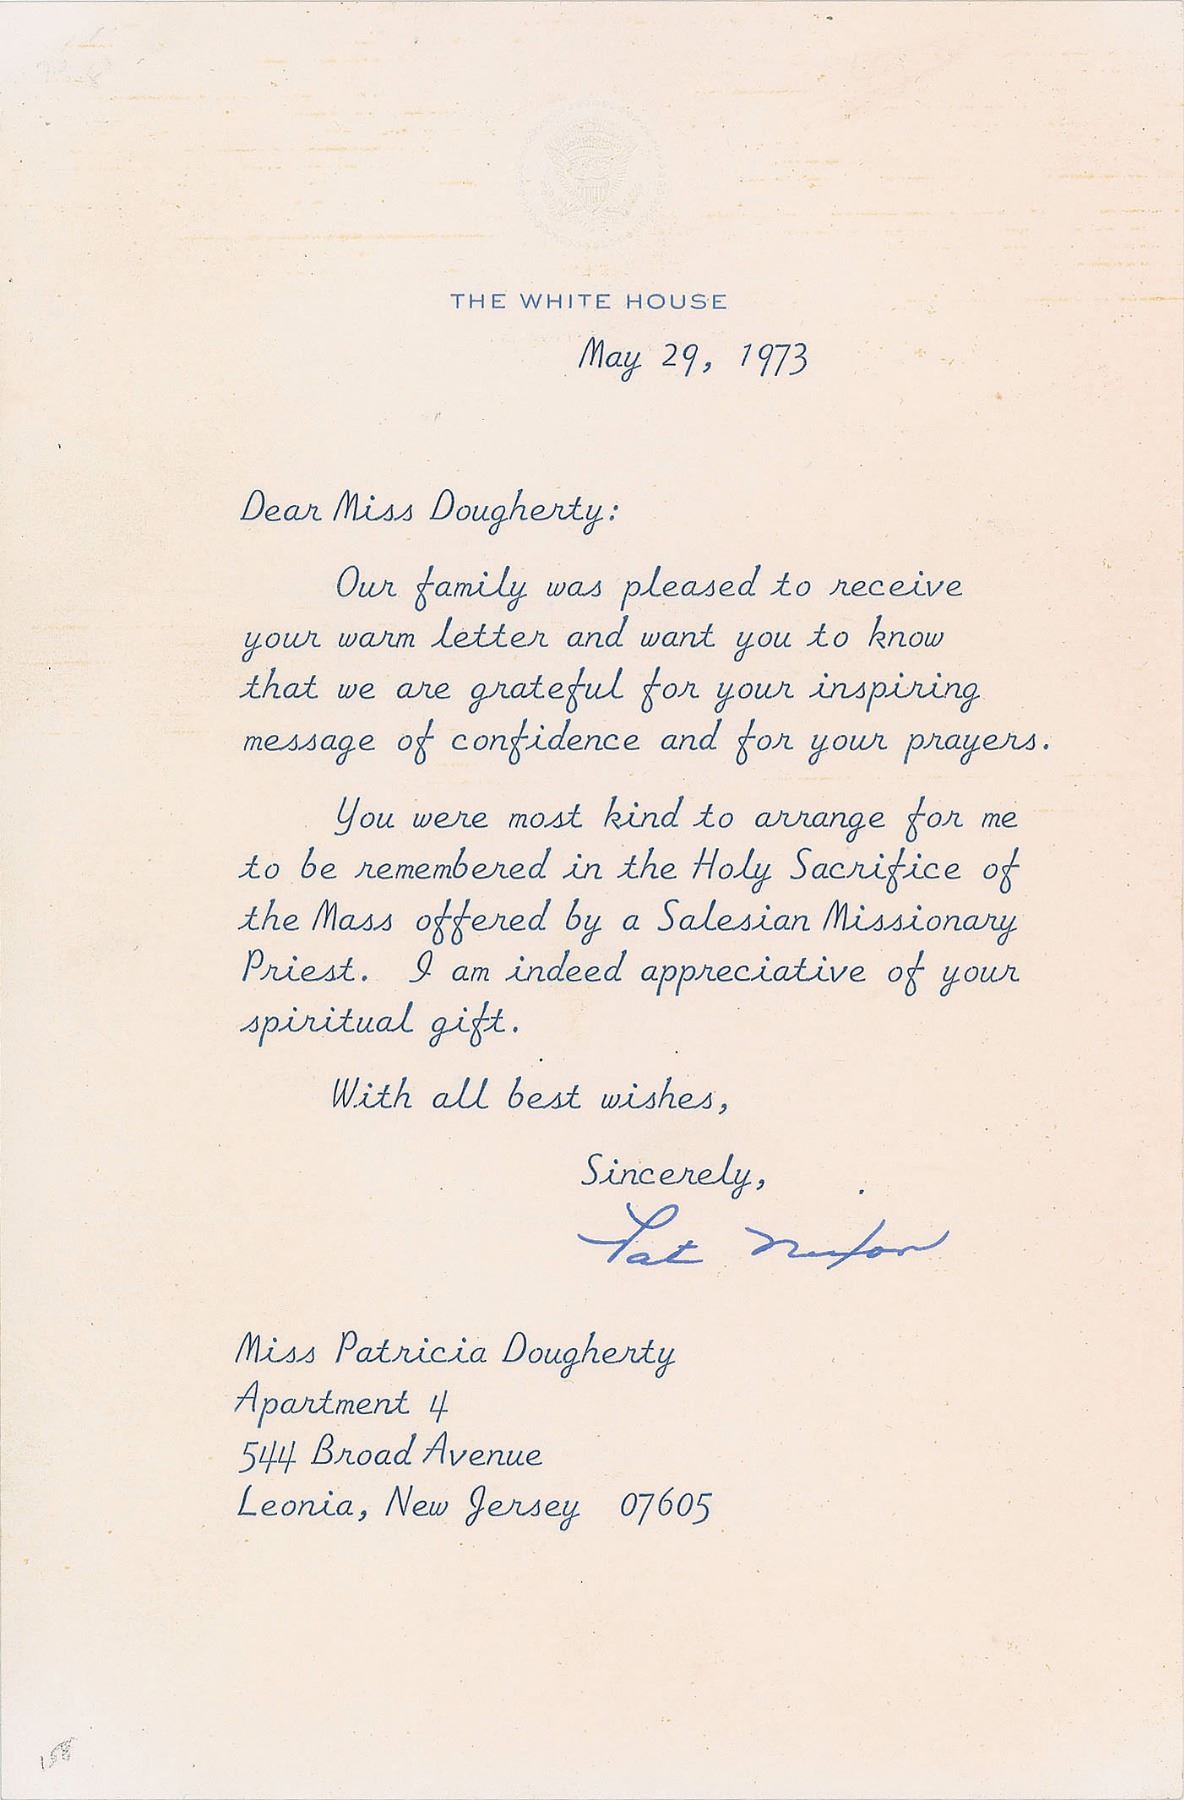 THE WHITE HOUSE
May 29, 1973
Dear Miss Dougherty:
Our family was pleased to receive
your warm letter and want you to know
that we are grateful for your inspiring
message of confidence and for your prayers.
You were most kind to arrange for me
to be remembered in the Holy Sacrifice of
the Mass offered by a Salesian Missionary
Priest. I am indeed appreciative of your
spiritual gift.
With all best wishes,
Sincerely,
Pat Nixon
Miss Patricia Dougherty
Apartment 4
544 Broad Avenue
Leonia, New Jersey 07605
158